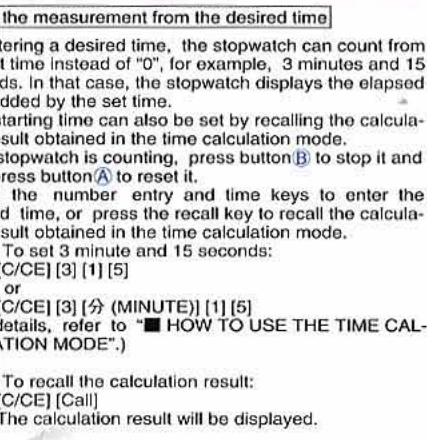 the measurement from the desired time
tering a desired time, the stopwatch can count from
t time instead of "0", for example, 3 minutes and 15
ds. In that case, the stopwatch displays the elapsed
dded by the set time.
tarting time can also be set by recalling the calcula-
sult obtained in the time calculation mode.
stopwatch is counting, press button Ⓑ to stop it and
ress button Ⓐ to reset it.
the number entry and time keys to enter the
d time, or press the recall key to recall the calcula-
sult obtained in the time calculation mode.
To set 3 minute and 15 seconds:
C/CE] [3] [1] [5]
or
C/CE] [3] [分 (MINUTE)] [1] [5]
details, refer to "■ HOW TO USE THE TIME CAL-
ATION MODE".)
To recall the calculation result:
C/CE] [Call]
The calculation result will be displayed.